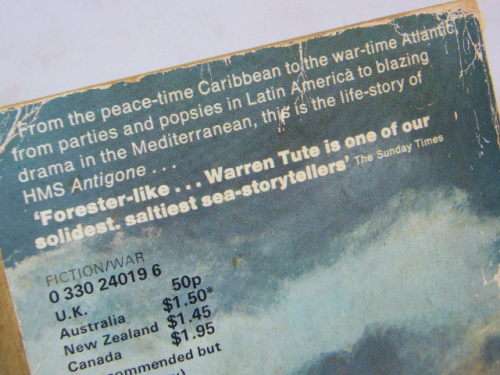 From the peace-time Caribbean to the war-time Atlantic,
from parties and popsies in Latin America to blazing
drama in the Mediterranean, this is the life-story of
HMS Antigone . . .
'Forester-like . . . Warren Tute is one of our
solidest. saltiest sea-storytellers' The Sunday Times
FICTION/WAR
0 330 24019 6
U.K. 50p
Australia $1.50*
New Zealand $1.45
Canada $1.95
commended but